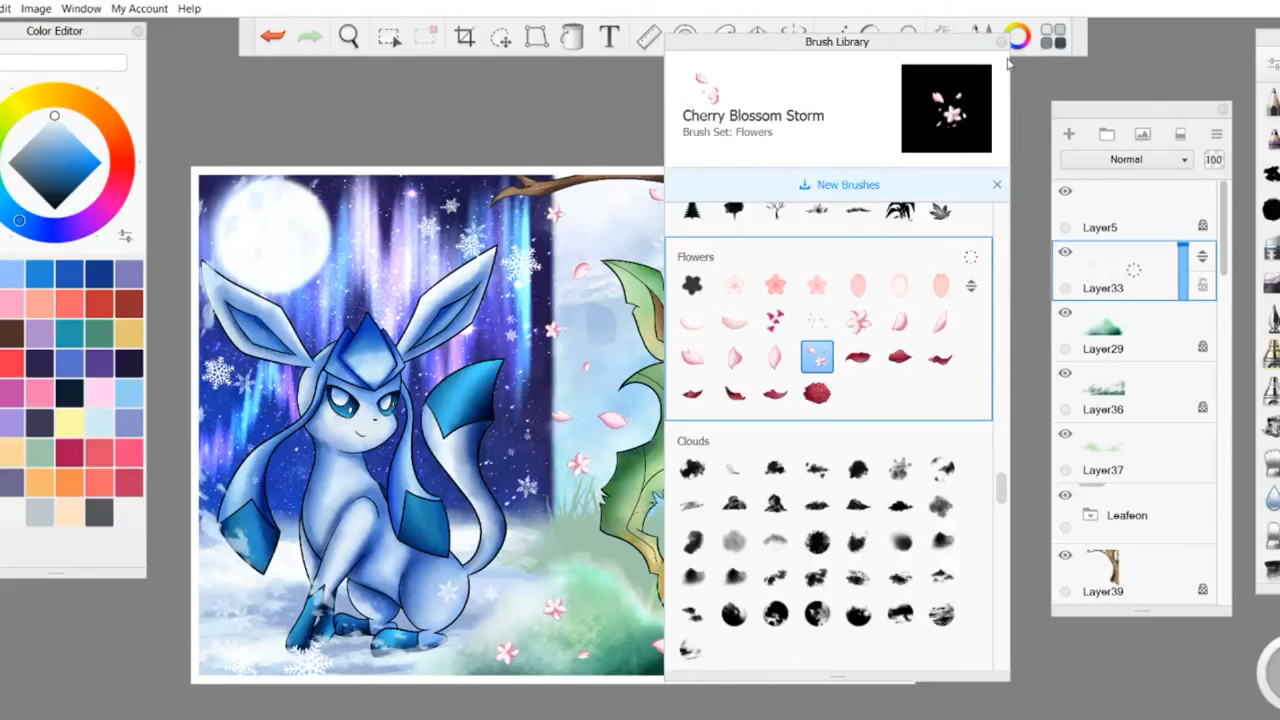 dit Image Window My Account Help
Color Editor
Brush Library
Cherry Blossom Storm
Brush Set: Flowers
New Brushes
Flowers
Clouds
Normal
100
Layer5
Layer33
Layer29
Layer36
Layer37
Leafeon
Layer39